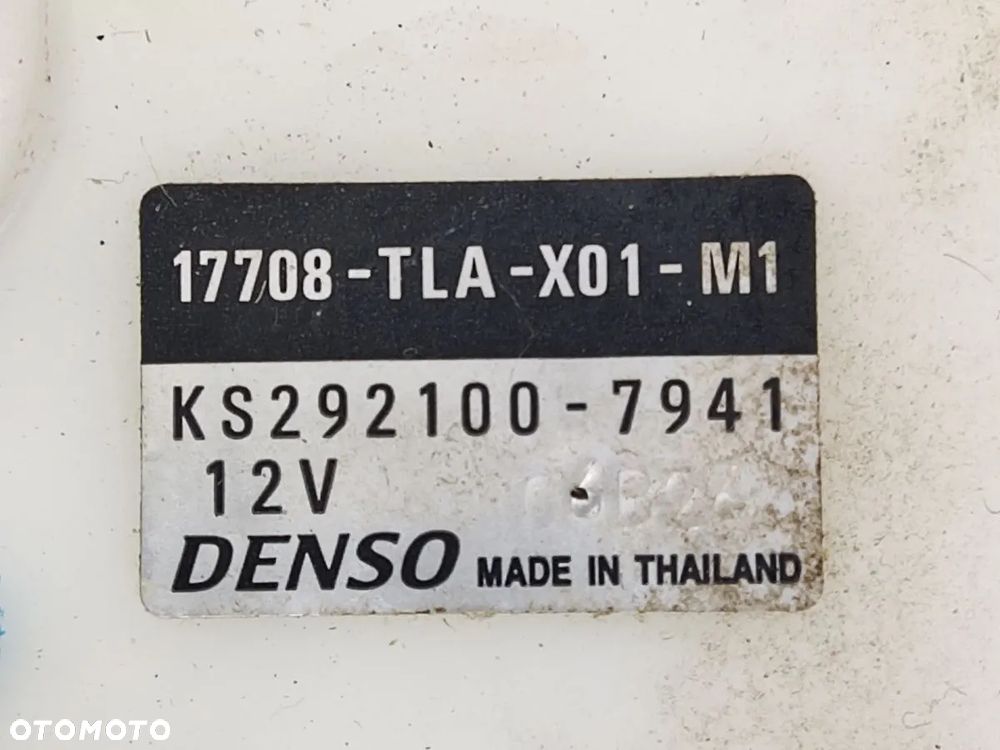 17708-TLA-X01-M1
KS292100-7941
12V
DENSO MADE IN THAILAND
OTOMOTO